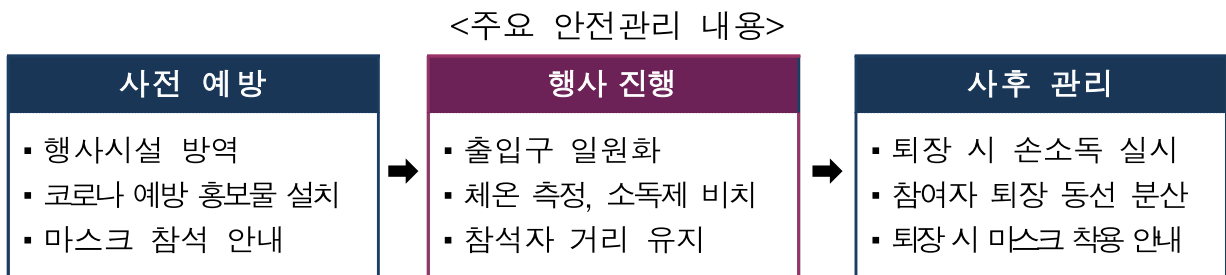 <주요 안전관리 내용>
사전 예방
▪ 행사시설 방역
▪ 코로나 예방 홍보물 설치
▪ 마스크 참석 안내
행사 진행
▪ 출입구 일원화
▪ 체온 측정, 소독제 비치
▪ 참석자 거리 유지
사후 관리
▪ 퇴장 시 손소독 실시
▪ 참여자 퇴장 동선 분산
▪ 퇴장 시 마스크 착용 안내